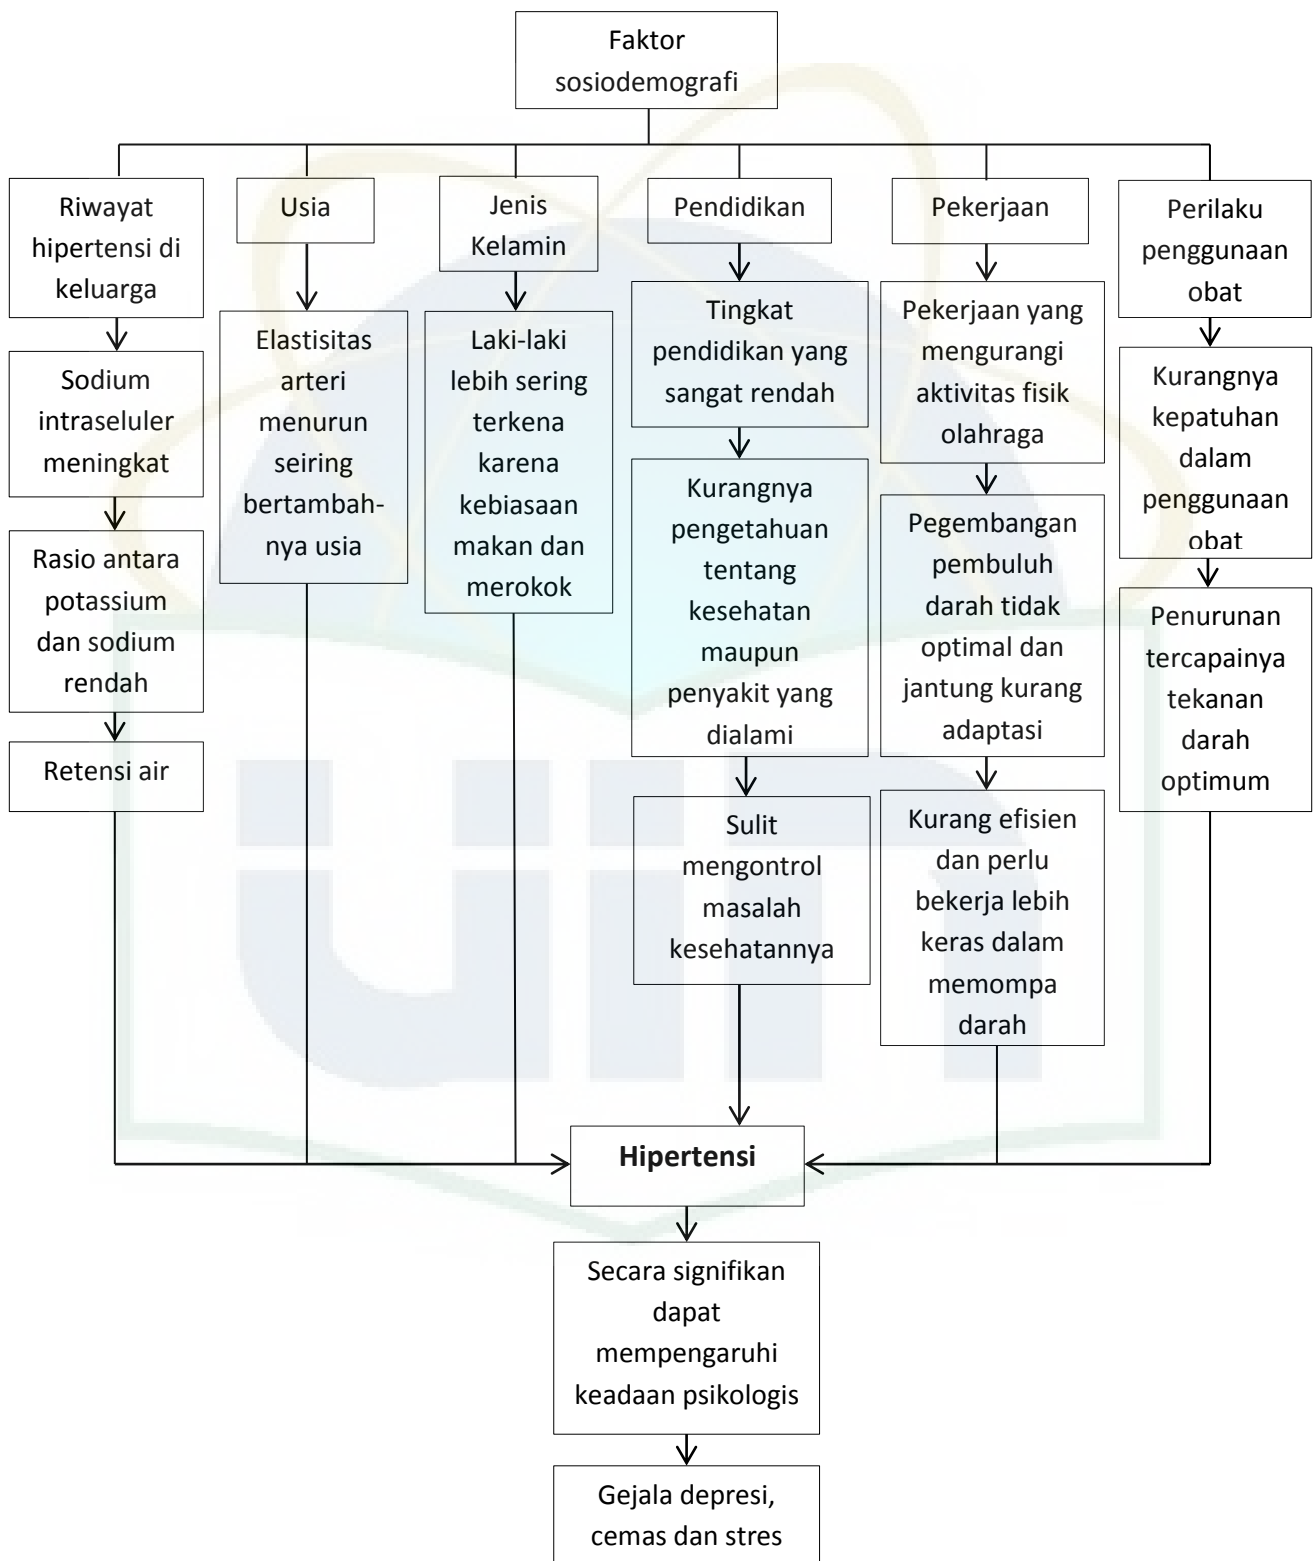 Faktor
sosiodemografi
Riwayat
hipertensi di
keluarga
Sodium
intraseluler
meningkat
Rasio antara
potassium
dan sodium
rendah
Retensi air
Usia
Elastisitas
arteri
menurun
seiring
bertambah-
nya usia
Jenis
Kelamin
Laki-laki
lebih sering
terkena
karena
kebiasaan
makan dan
merokok
Pendidikan
Tingkat
pendidikan yang
sangat rendah
Kurangnya
pengetahuan
tentang
kesehatan
maupun
penyakit yang
dialami
Sulit
mengontrol
masalah
kesehatannya
Pekerjaan
Pekerjaan yang
mengurangi
aktivitas fisik
olahraga
Pegembangan
pembuluh
darah tidak
optimal dan
jantung kurang
adaptasi
Kurang efisien
dan perlu
bekerja lebih
keras dalam
memompa
darah
Perilaku
penggunaan
obat
Kurangnya
kepatuhan
dalam
penggunaan
obat
Penurunan
tercapainya
tekanan
darah
optimum
Hipertensi
Secara signifikan
dapat
mempengaruhi
keadaan psikologis
Gejala depresi,
cemas dan stres
uin